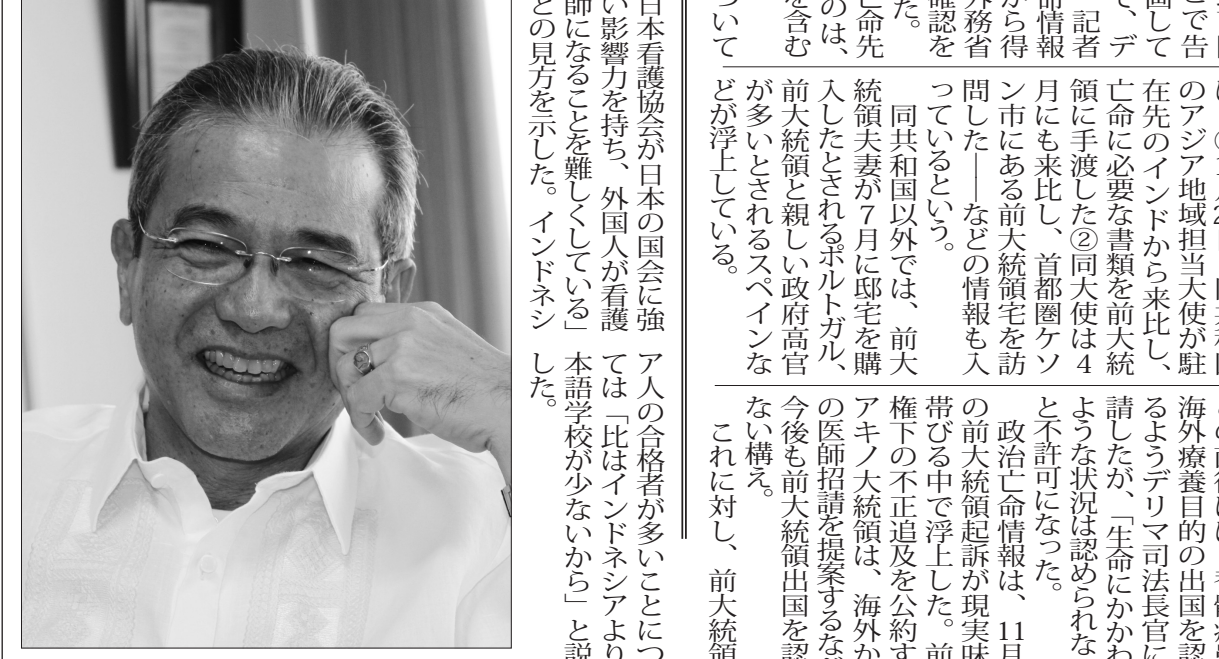 で告
画して
て、デ
「記者
命情報
から得
外務省
確認を
た。
のは、
亡命先
を含む
ついて
のアジア地域担当大使が駐
在先のインドから来比し、
亡命に必要な書類を前大統
領に手渡した②同大使は４
月にも来比し、首都圏ケソ
ン市にある前大統領宅を訪
問した――などの情報も入
っているという。
同共和国以外では、前大
統領夫妻が７月に邸宅を購
入したとされるポルトガル、
前大統領と親しい政府高官
が多いとされるスペインな
どが浮上している。
海外療養目的の出国を認
るようデリマ司法長官に
請したが、「生命にかかわ
ような状況は認められな
と不許可になった。
政治亡命情報は、11月
の前大統領起訴が現実味
帯びる中で浮上した。前
権下の不正追及を公約す
アキノ大統領は、海外か
の医師招請を提案するな
今後も前大統領出国を認
ない構え。
これに対し、前大統領
日本看護協会が日本の国会に強
い影響力を持ち、外国人が看護
師になることを難しくしている」
との見方を示した。インドネシ
ア人の合格者が多いことにつ
ては「比はインドネシアより
本語学校が少ないから」と説
した。